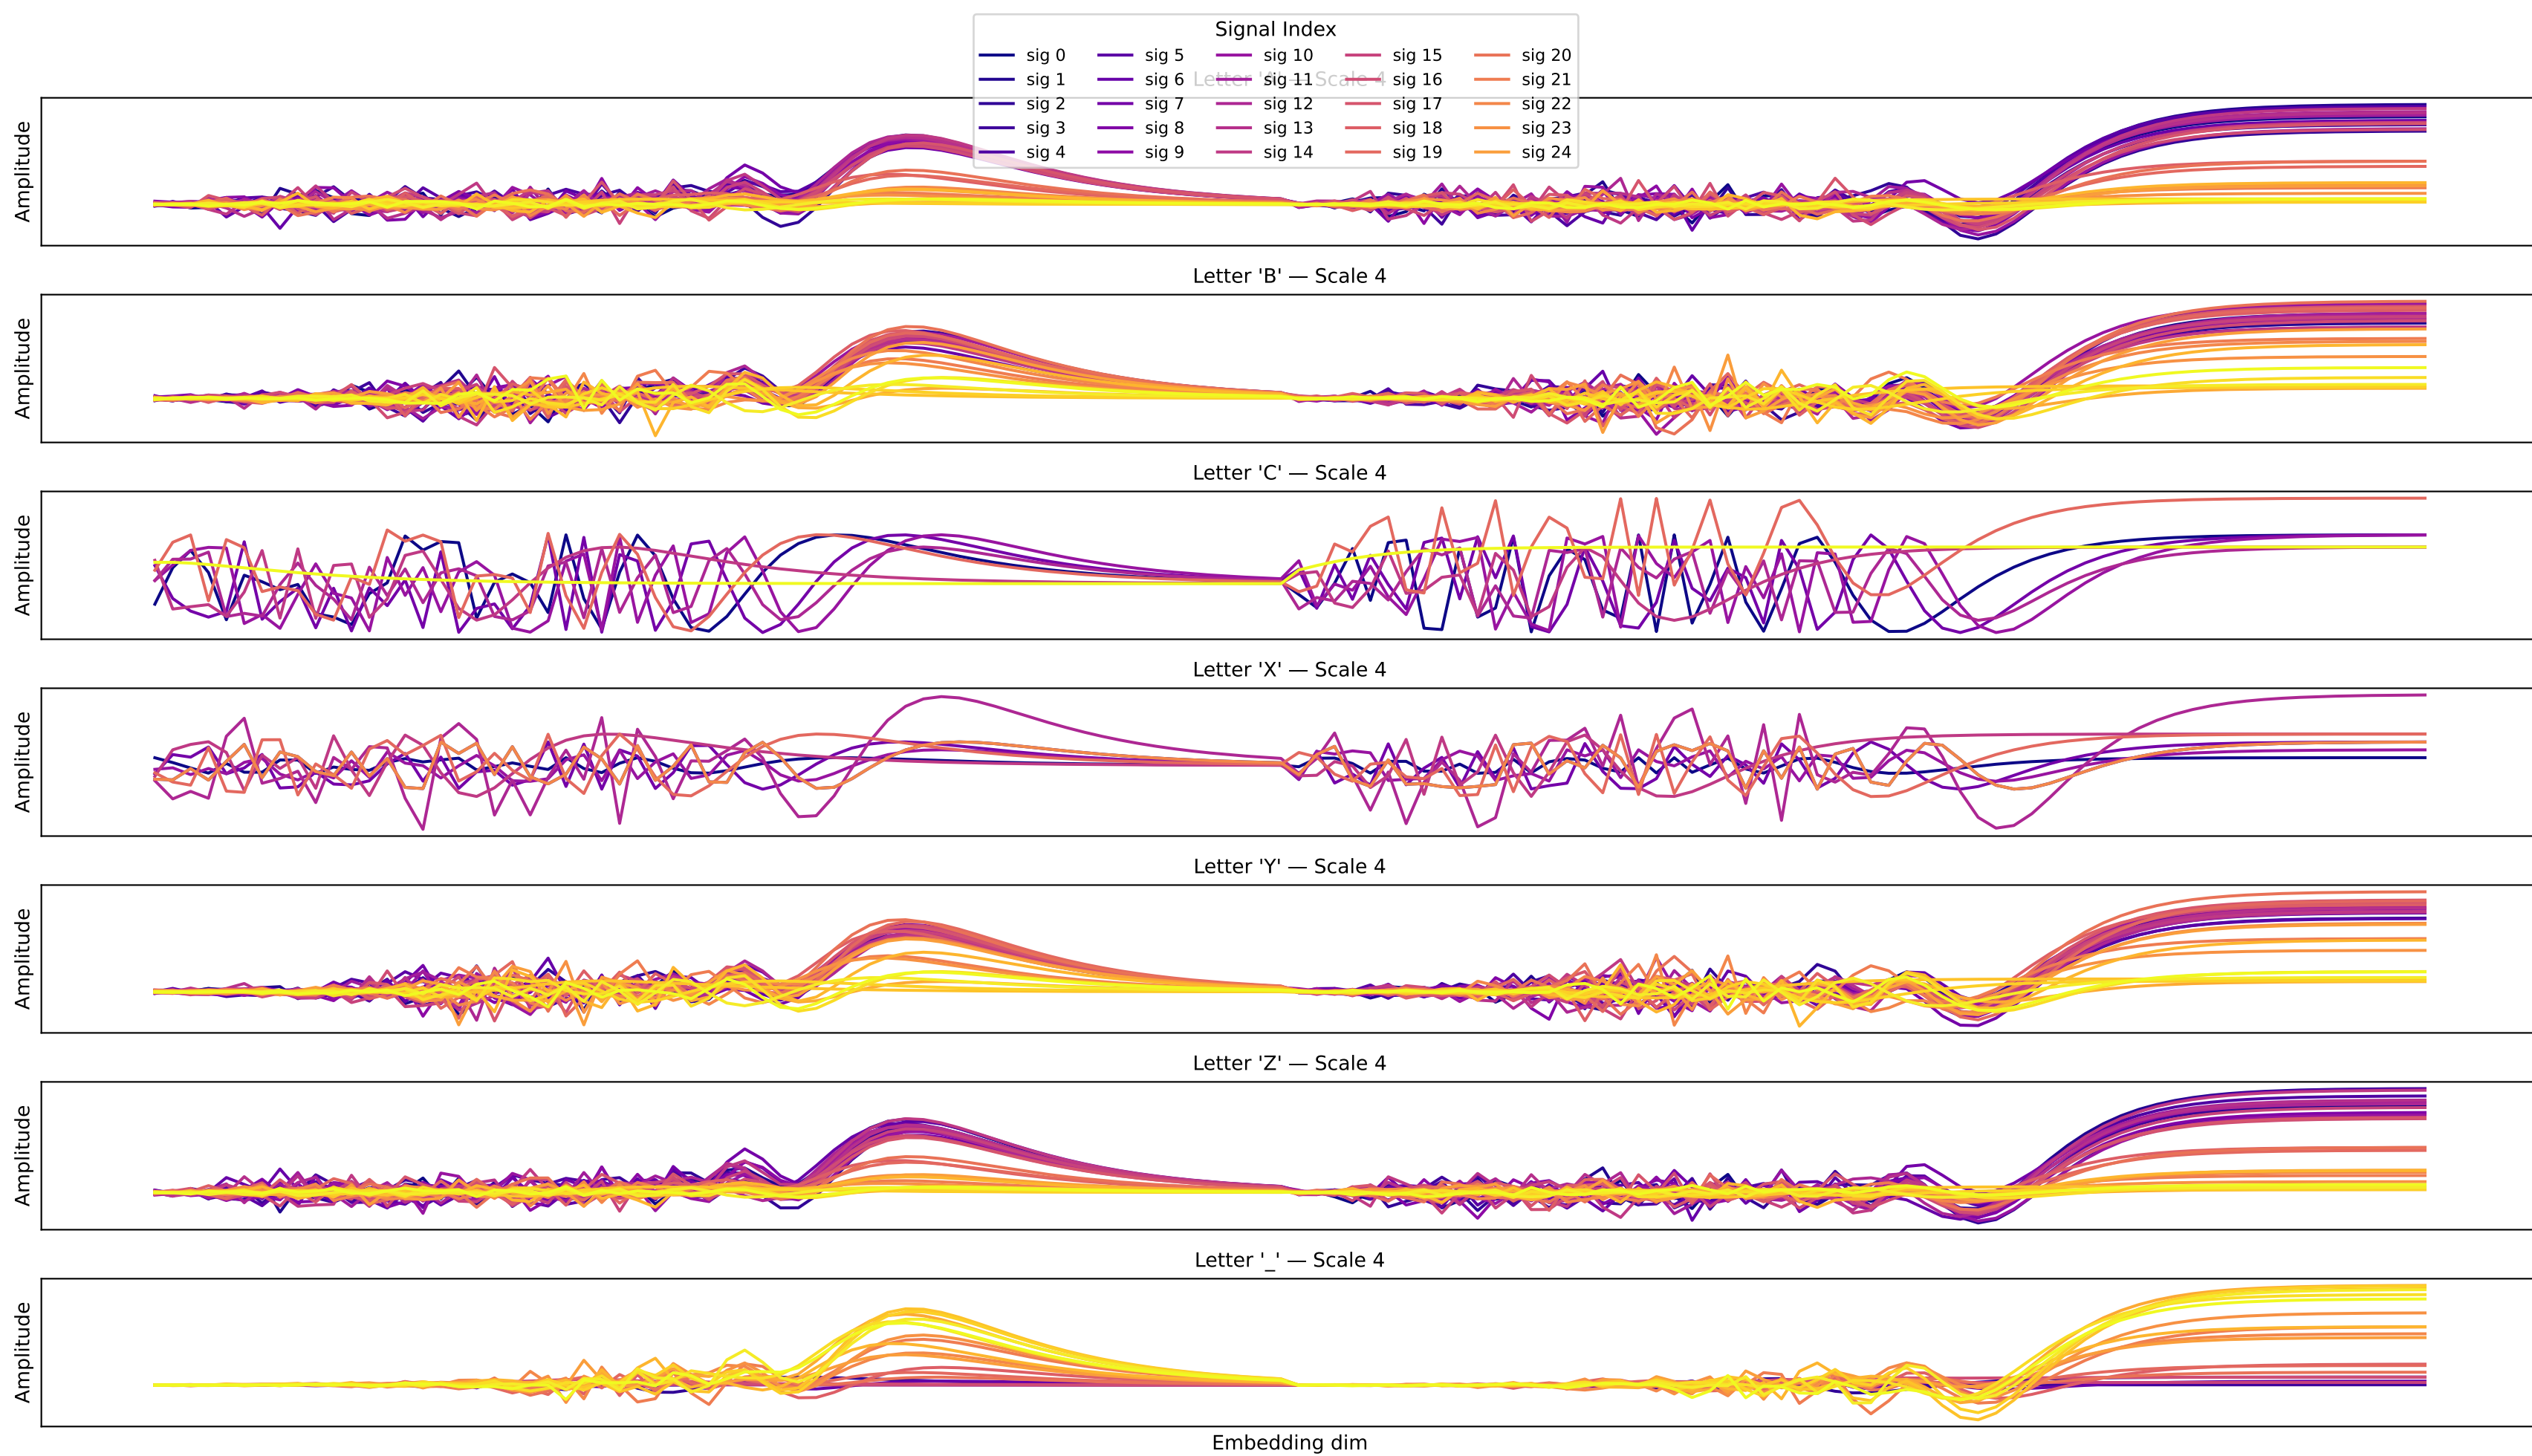 Signal Index
sig 0 sig 5 sig 10 sig 15 sig 20
sig 1 sig 6 sig 11 sig 16 sig 21
sig 2 sig 7 sig 12 sig 17 sig 22
sig 3 sig 8 sig 13 sig 18 sig 23
sig 4 sig 9 sig 14 sig 19 sig 24
Letter 'A' — Scale 4
Amplitude
Letter 'B' — Scale 4
Amplitude
Letter 'C' — Scale 4
Amplitude
Letter 'X' — Scale 4
Amplitude
Letter 'Y' — Scale 4
Amplitude
Letter 'Z' — Scale 4
Amplitude
Letter '_' — Scale 4
Amplitude
Embedding dim